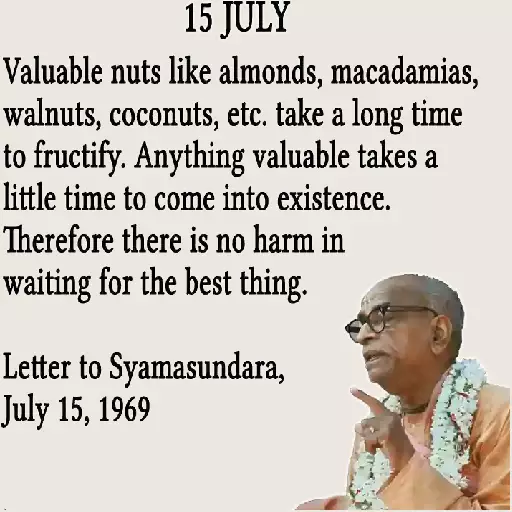 15 JULY
Valuable nuts like almonds, macadamias,
walnuts, coconuts, etc. take a long time
to fructify. Anything valuable takes a
little time to come into existence.
Therefore there is no harm in
waiting for the best thing.
Letter to Syamasundara,
July 15, 1969